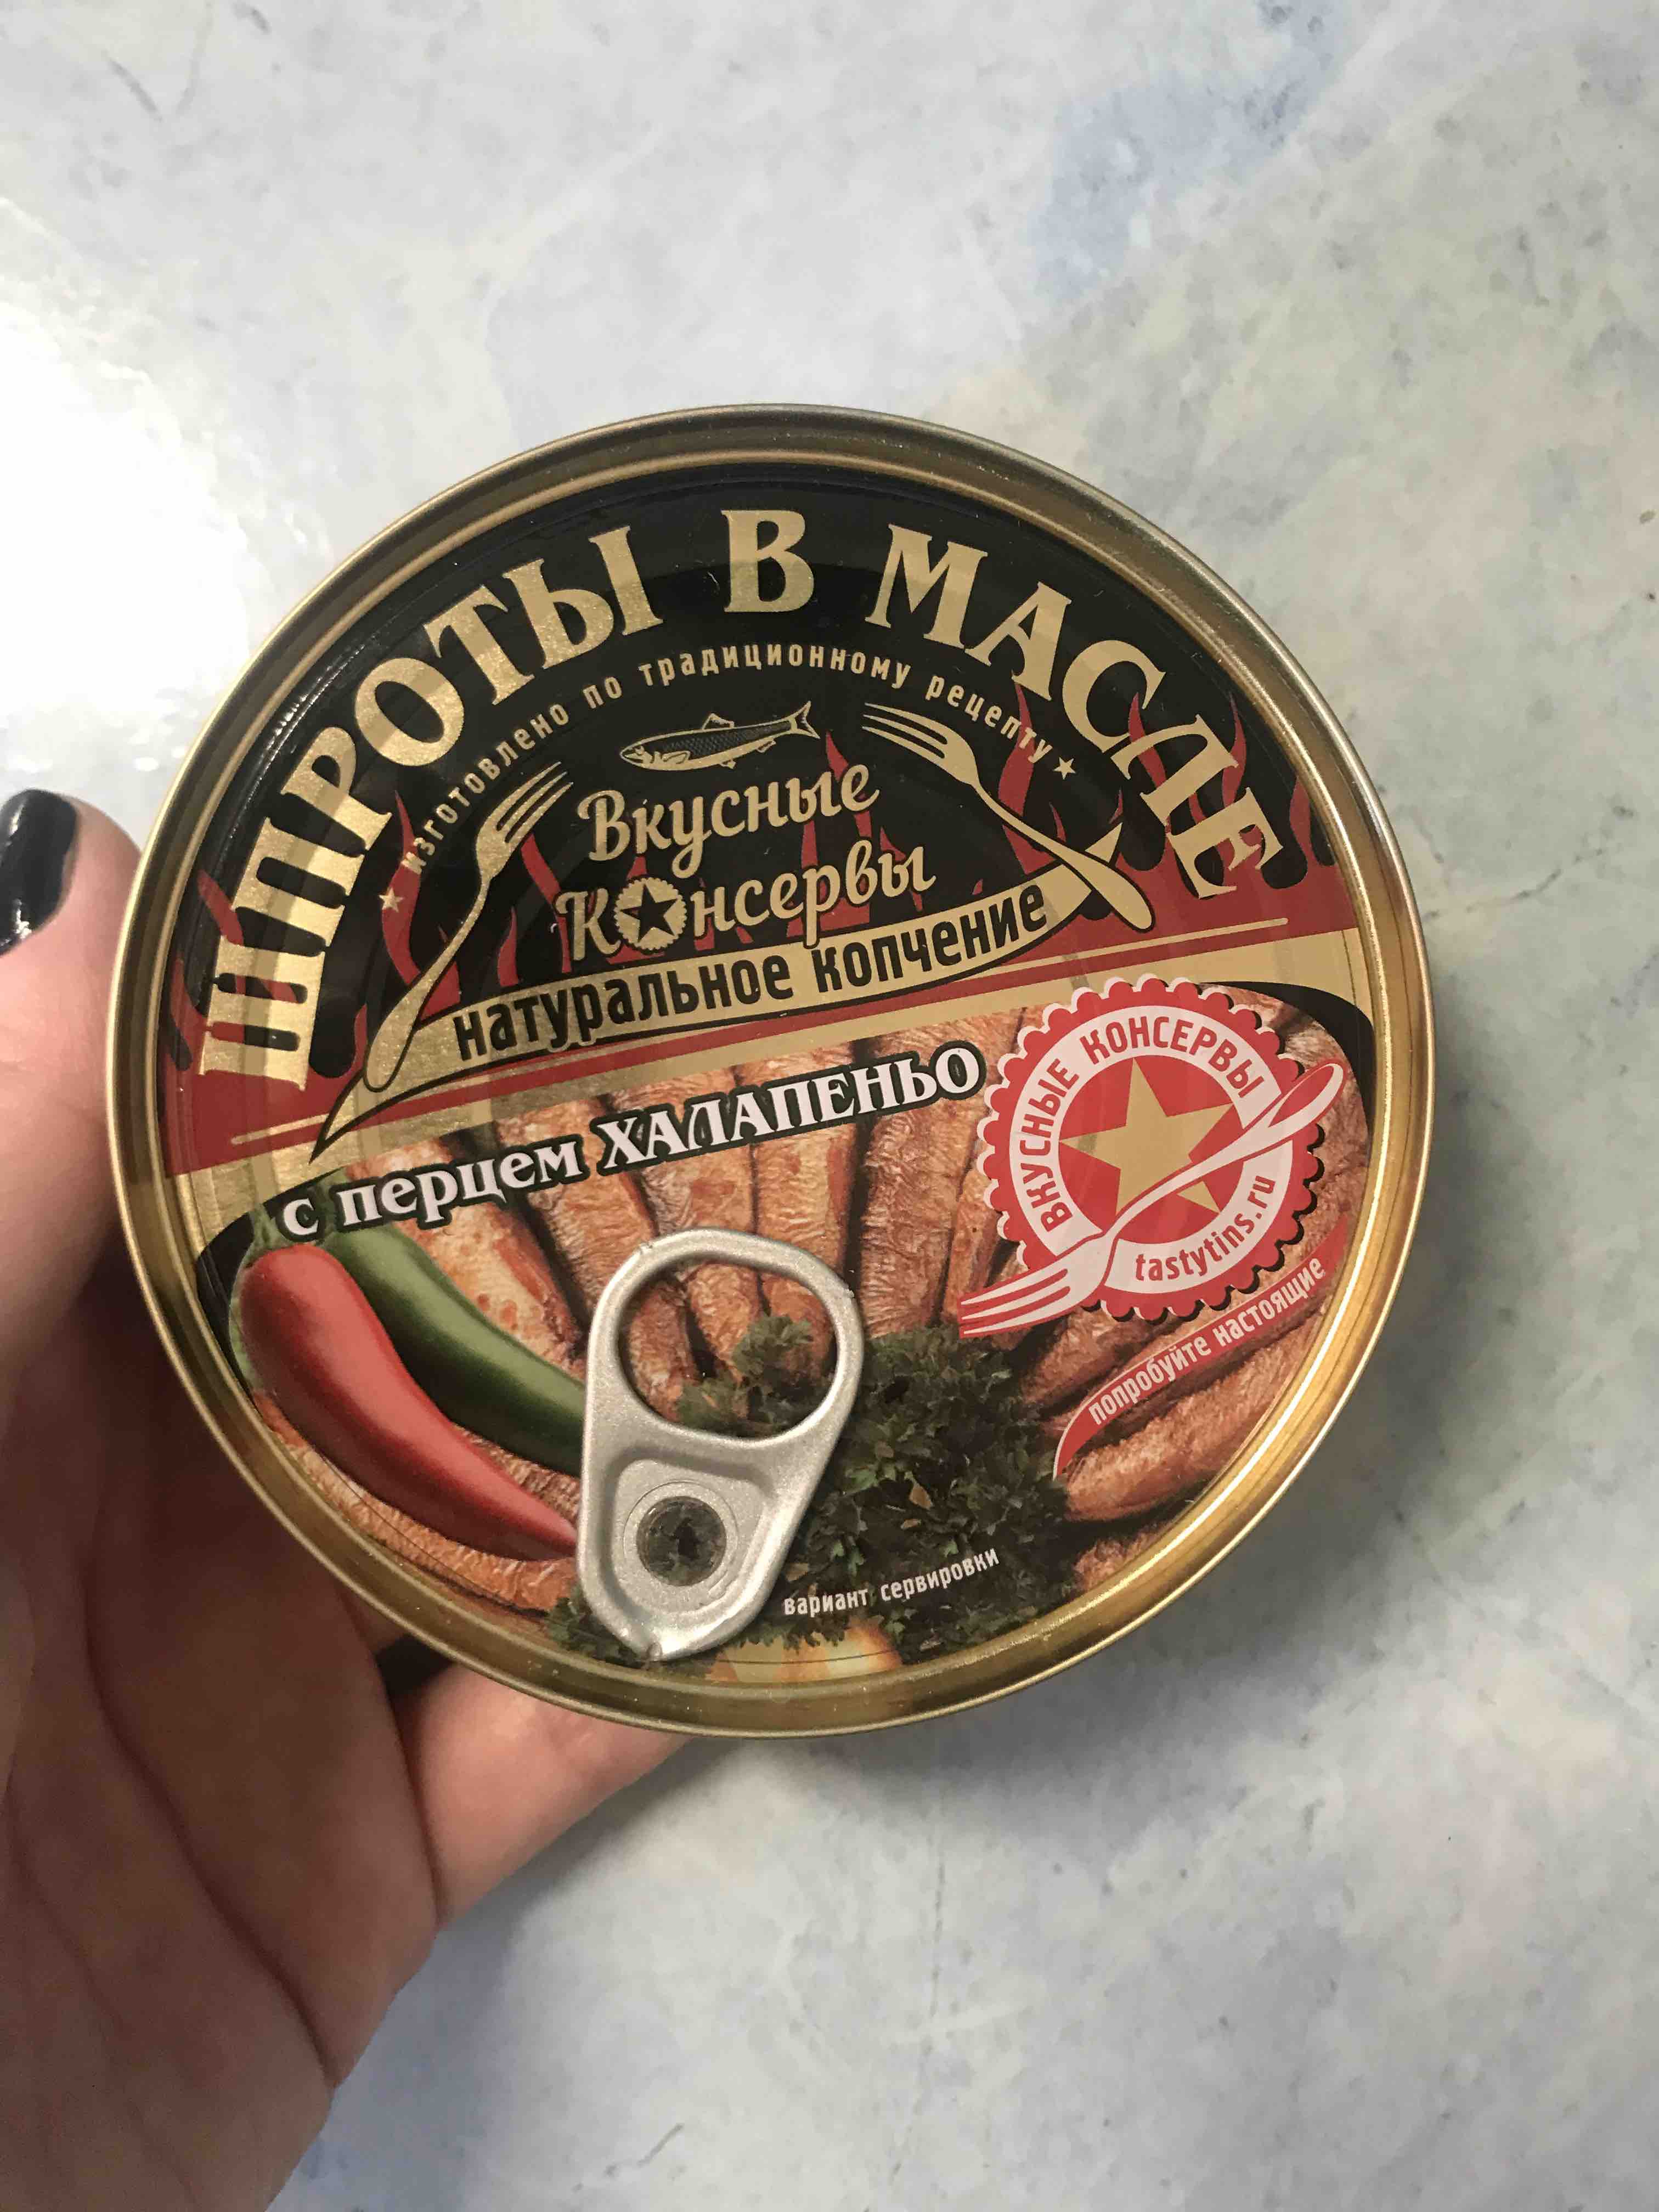 ШПРОТЫ В МАСЛЕ
★ изготовлено по традиционному рецепту ★
Вкусные
Консервы
натуральное копчение
с перцем ХАЛАПЕНЬО
ВКУСНЫЕ КОНСЕРВЫ
tastytins.ru
попробуйте настоящие
вариант сервировки